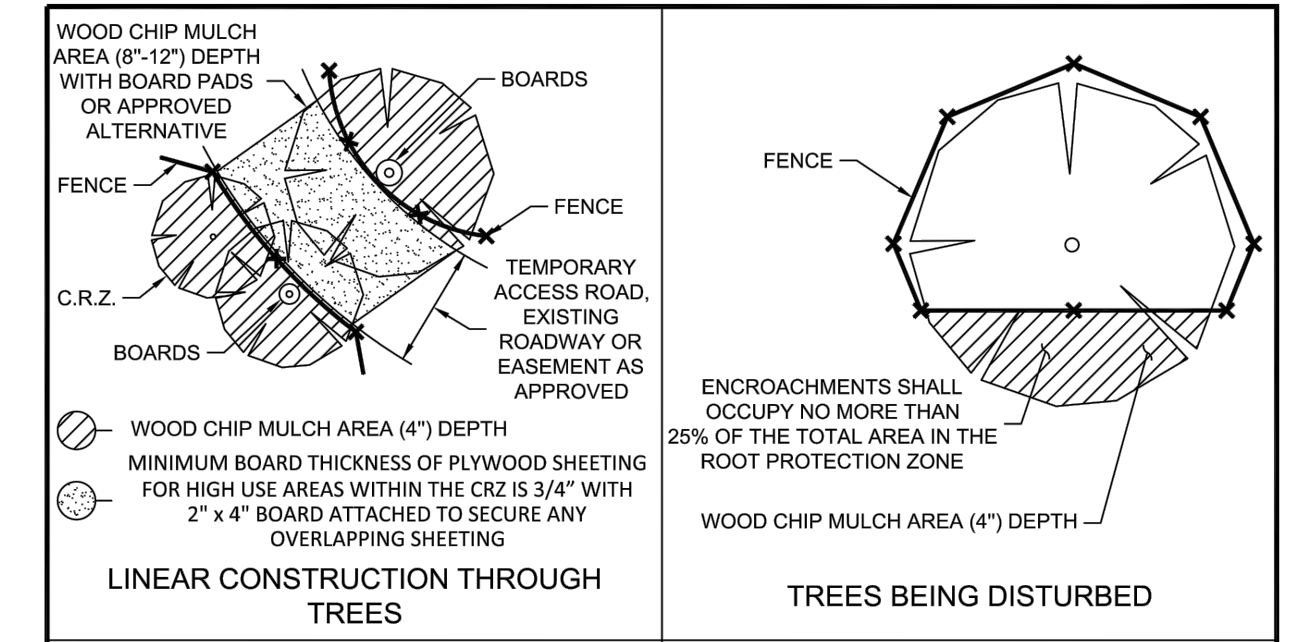 WOOD CHIP MULCH
AREA (8"-12") DEPTH
WITH BOARD PADS
OR APPROVED
ALTERNATIVE
BOARDS
FENCE
FENCE
C.R.Z.
BOARDS
TEMPORARY
ACCESS ROAD,
EXISTING
ROADWAY OR
EASEMENT AS
APPROVED
WOOD CHIP MULCH AREA (4") DEPTH
MINIMUM BOARD THICKNESS OF PLYWOOD SHEETING
FOR HIGH USE AREAS WITHIN THE CRZ IS 3/4” WITH
2" x 4" BOARD ATTACHED TO SECURE ANY
OVERLAPPING SHEETING
LINEAR CONSTRUCTION THROUGH
TREES
FENCE
ENCROACHMENTS SHALL
OCCUPY NO MORE THAN
25% OF THE TOTAL AREA IN THE
ROOT PROTECTION ZONE
WOOD CHIP MULCH AREA (4") DEPTH
TREES BEING DISTURBED